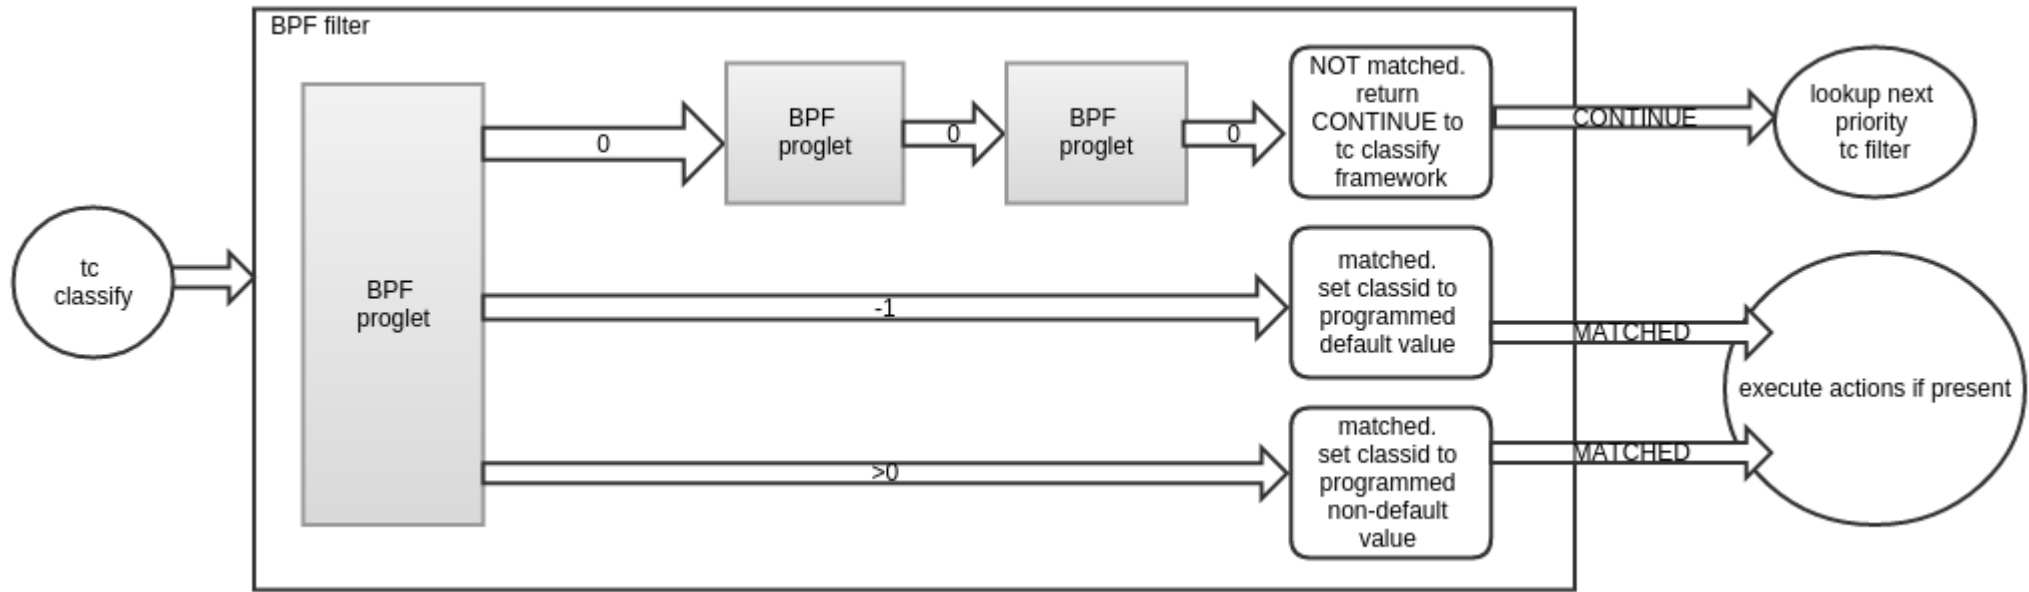 BPF filter
tc
classify
BPF
proglet
0
BPF
proglet
0
BPF
proglet
0
NOT matched.
return
CONTINUE to
tc classify
framework
CONTINUE
lookup next
priority
tc filter
-1
matched.
set classid to
programmed
default value
MATCHED
execute actions if present
>0
matched.
set classid to
programmed
non-default
value
MATCHED